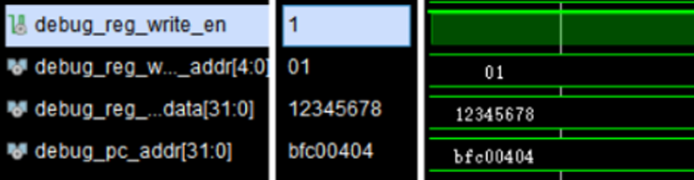 debug_reg_write_en 1
debug_reg_w..._addr[4:0] 01 01
debug_reg_...data[31:0] 12345678 12345678
debug_pc_addr[31:0] bfc00404 bfc00404